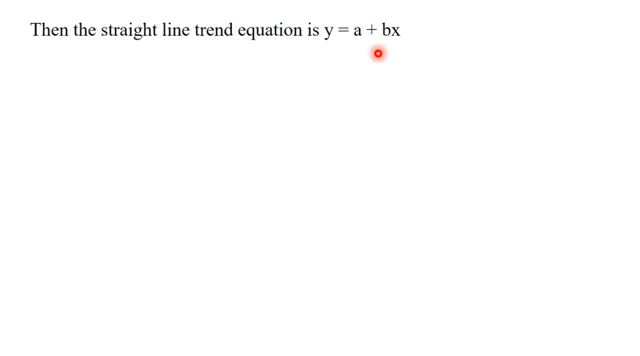 Then the straight line trend equation is y = a + bx